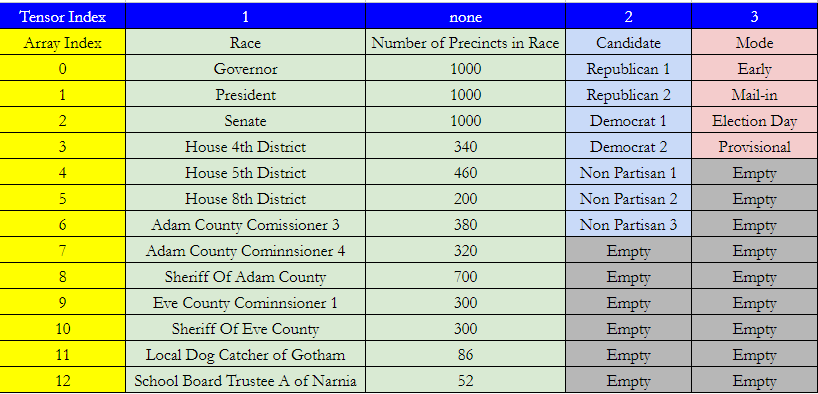 Tensor Index 1 none 2 3
Array Index Race Number of Precincts in Race Candidate Mode
0 Governor 1000 Republican 1 Early
1 President 1000 Republican 2 Mail-in
2 Senate 1000 Democrat 1 Election Day
3 House 4th District 340 Democrat 2 Provisional
4 House 5th District 460 Non Partisan 1 Empty
5 House 8th District 200 Non Partisan 2 Empty
6 Adam County Comissioner 3 380 Non Partisan 3 Empty
7 Adam County Cominnsioner 4 320 Empty Empty
8 Sheriff Of Adam County 700 Empty Empty
9 Eve County Cominnsioner 1 300 Empty Empty
10 Sheriff Of Eve County 300 Empty Empty
11 Local Dog Catcher of Gotham 86 Empty Empty
12 School Board Trustee A of Narnia 52 Empty Empty